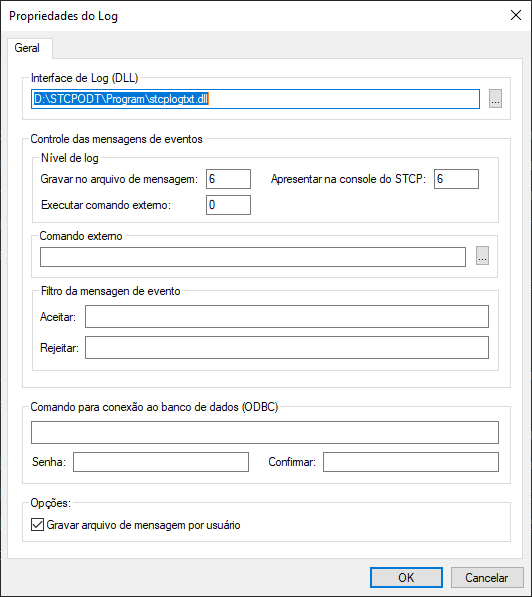 Propriedades do Log
Geral
Interface de Log (DLL)
D:\STCPODT\Program\stcplogtxt.dll
...
Controle das mensagens de eventos
Nível de log
Gravar no arquivo de mensagem: 6 Apresentar na console do STCP: 6
Executar comando externo: 0
Comando externo
...
Filtro da mensagen de evento
Aceitar:
Rejeitar:
Comando para conexão ao banco de dados (ODBC)
Senha: Confirmar:
Opções:
Gravar arquivo de mensagem por usuário
OK Cancelar